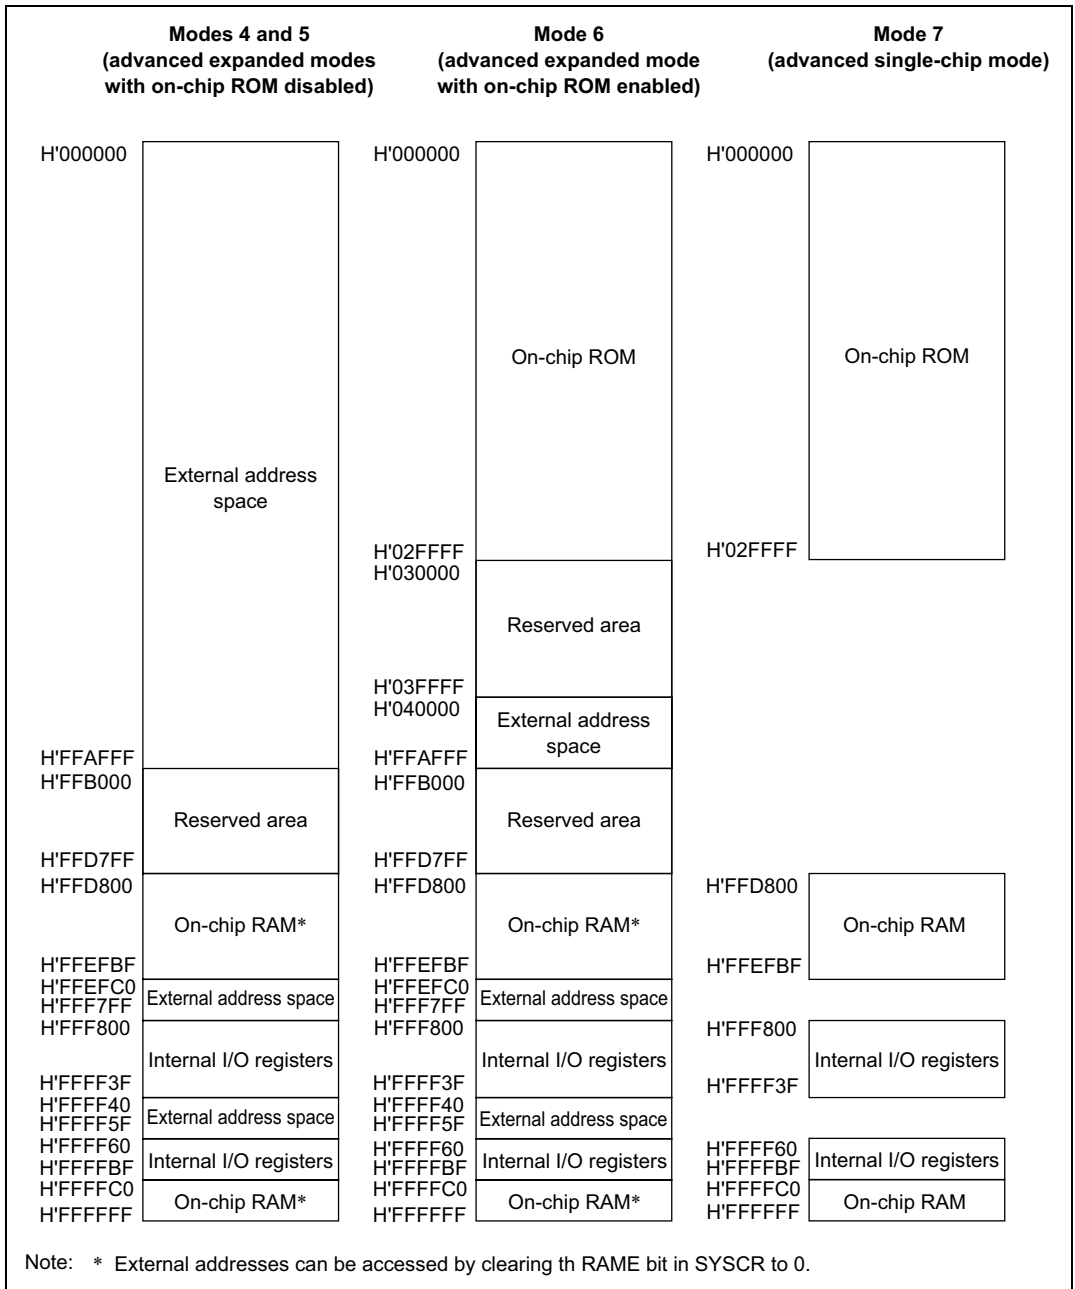 Modes 4 and 5
(advanced expanded modes
with on-chip ROM disabled)
Mode 6
(advanced expanded mode
with on-chip ROM enabled)
Mode 7
(advanced single-chip mode)
H'000000
External address
space
H'FFAFFF
H'FFB000
Reserved area
H'FFD7FF
H'FFD800
On-chip RAM*
H'FFEFBF
H'FFEFC0
External address space
H'FFF7FF
H'FFF800
Internal I/O registers
H'FFFF3F
H'FFFF40
External address space
H'FFFF5F
H'FFFF60
Internal I/O registers
H'FFFFBF
H'FFFFC0
On-chip RAM*
H'FFFFFF
H'000000
On-chip ROM
H'02FFFF
H'030000
Reserved area
H'03FFFF
H'040000
External address
space
H'FFAFFF
H'FFB000
Reserved area
H'FFD7FF
H'FFD800
On-chip RAM*
H'FFEFBF
H'FFEFC0
External address space
H'FFF7FF
H'FFF800
Internal I/O registers
H'FFFF3F
H'FFFF40
External address space
H'FFFF5F
H'FFFF60
Internal I/O registers
H'FFFFBF
H'FFFFC0
On-chip RAM*
H'FFFFFF
H'000000
On-chip ROM
H'02FFFF
H'FFD800
On-chip RAM
H'FFEFBF
H'FFF800
Internal I/O registers
H'FFFF3F
H'FFFF60
Internal I/O registers
H'FFFFBF
H'FFFFC0
On-chip RAM
H'FFFFFF
Note: * External addresses can be accessed by clearing th RAME bit in SYSCR to 0.